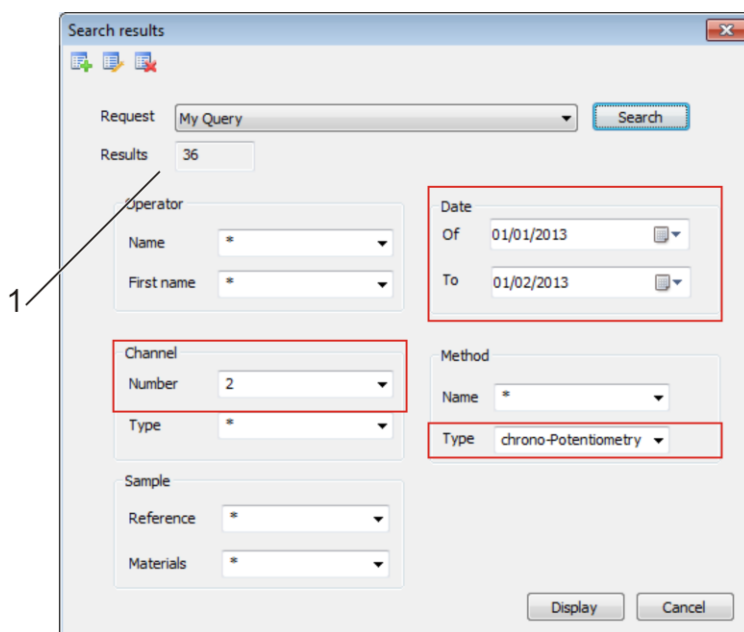 Search results
Request My Query Search
Results 36
1
Operator
Name *
First name *
Date
Of 01/01/2013
To 01/02/2013
Channel
Number 2
Type *
Method
Name *
Type chrono-Potentiometry
Sample
Reference *
Materials *
Display Cancel